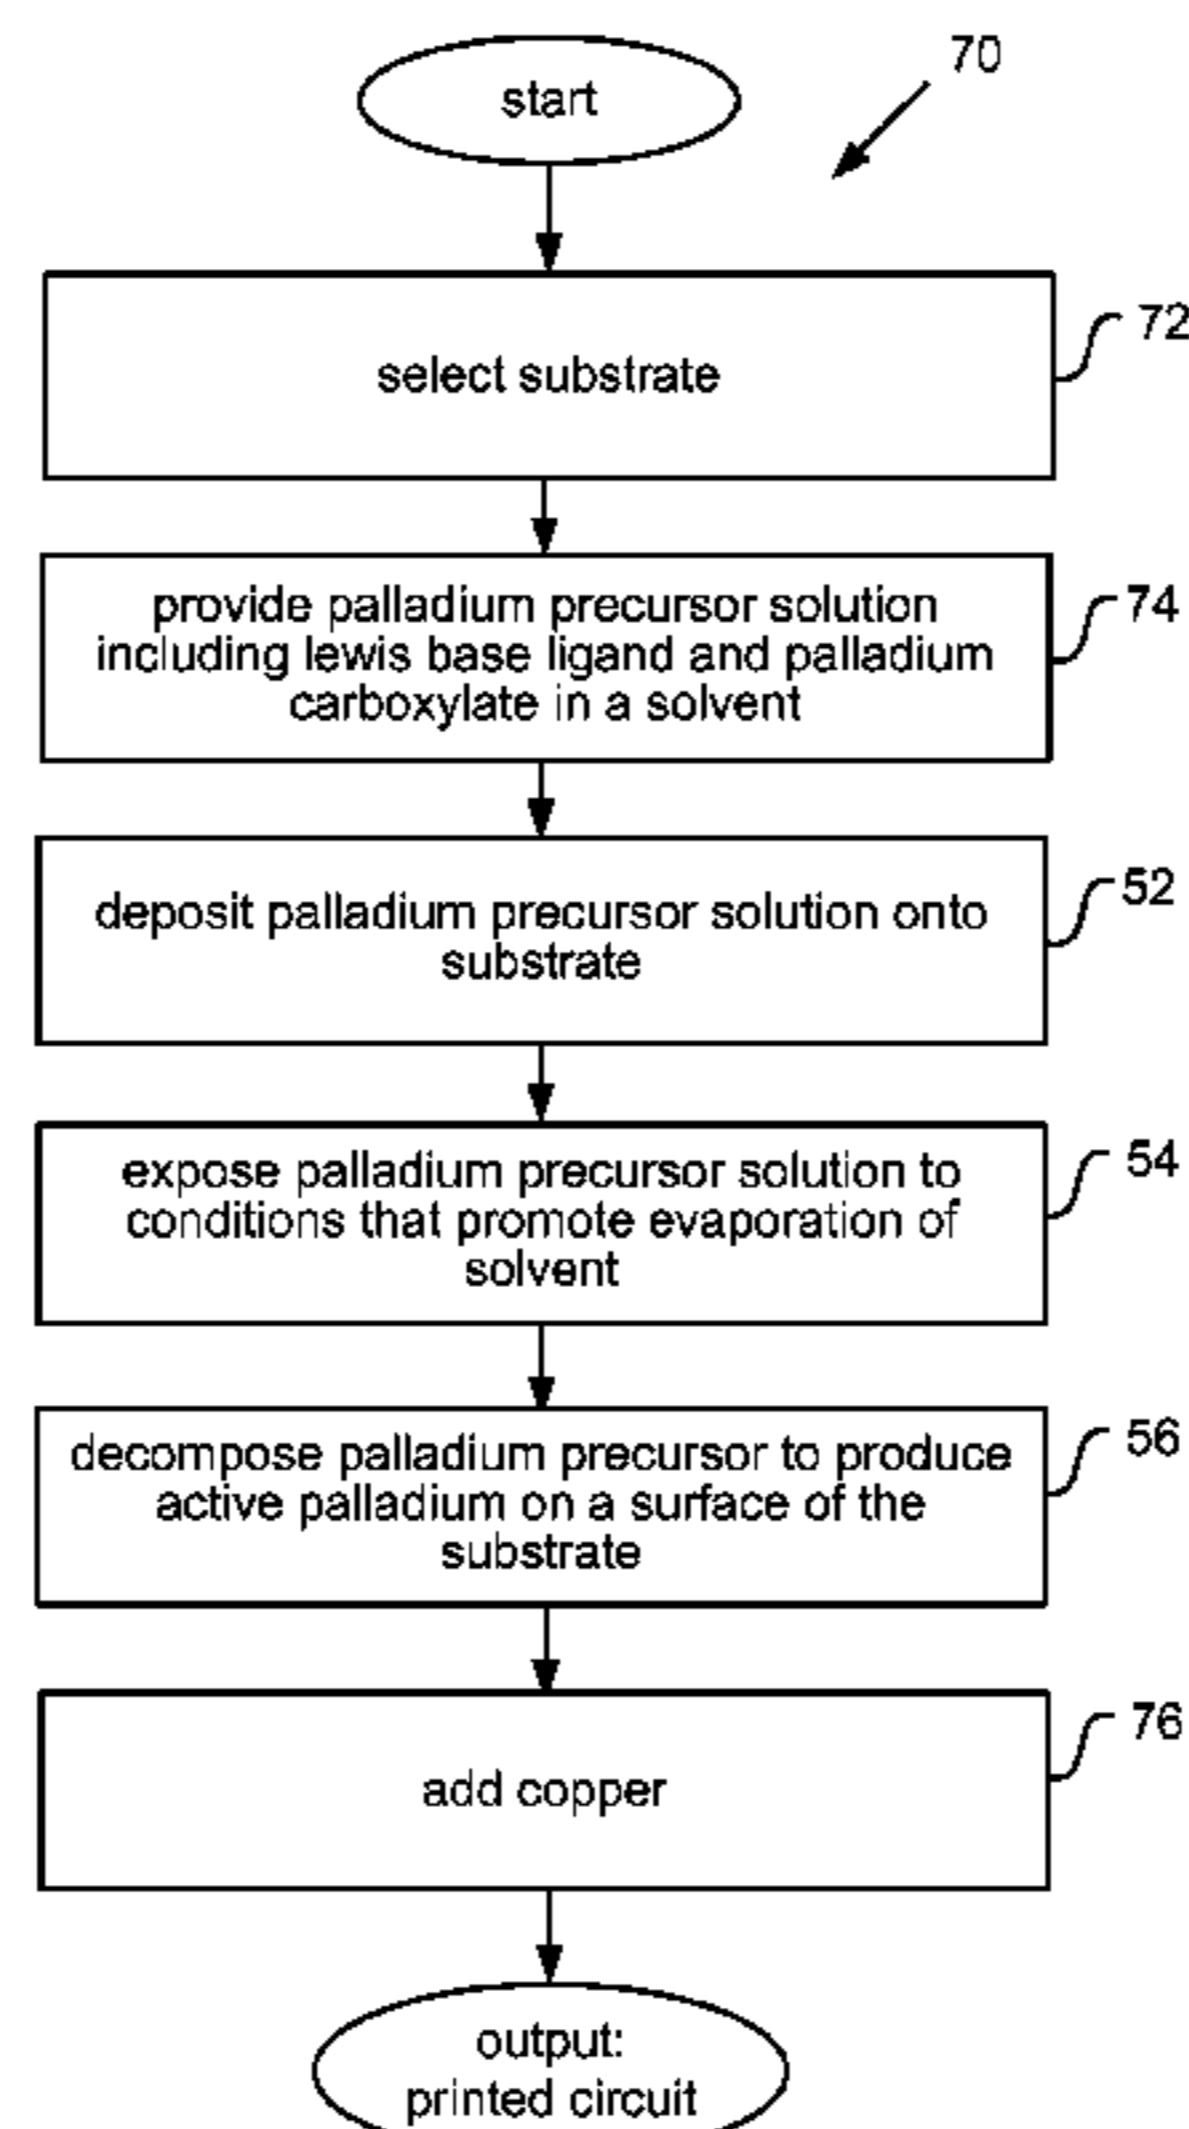 start
70
select substrate
72
provide palladium precursor solution
including lewis base ligand and palladium
carboxylate in a solvent
74
deposit palladium precursor solution onto
substrate
52
expose palladium precursor solution to
conditions that promote evaporation of
solvent
54
decompose palladium precursor to produce
active palladium on a surface of the
substrate
56
add copper
76
output:
printed circuit